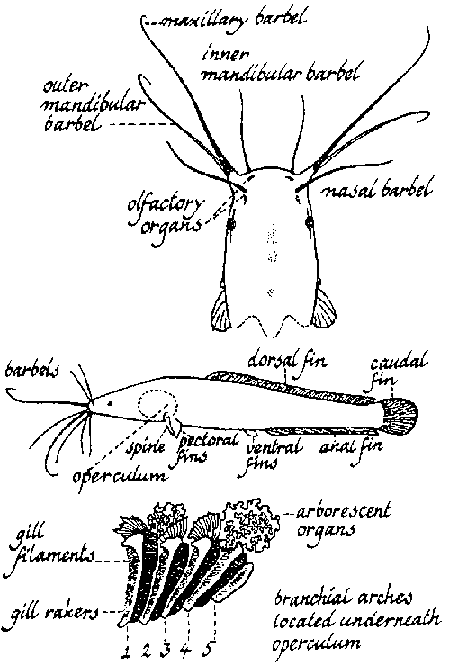 maxillary barbel
inner
mandibular barbel
outer
mandibular
barbel
olfactory
organs
nasal barbel
barbels
dorsal fin
caudal
fin
operculum
spine
pectoral
fins
ventral
fins
anal fin
gill
filaments
arborescent
organs
gill rakers
1 2 3 4 5
branchial arches
located underneath
operculum